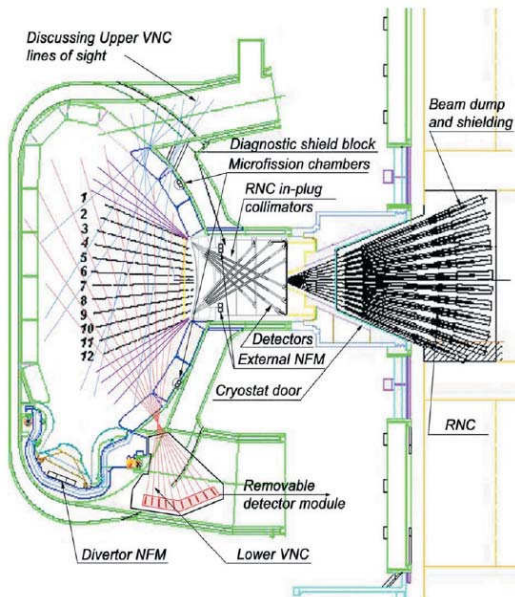 Discussing Upper VNC
lines of sight
Beam dump
and shielding
Diagnostic shield block
Microfission chambers
RNC in-plug
collimators
1
2
3
4
5
6
7
8
9
10
11
12
Detectors
External NFM
Cryostat door
RNC
Removable
detector module
Divertor NFM
Lower VNC